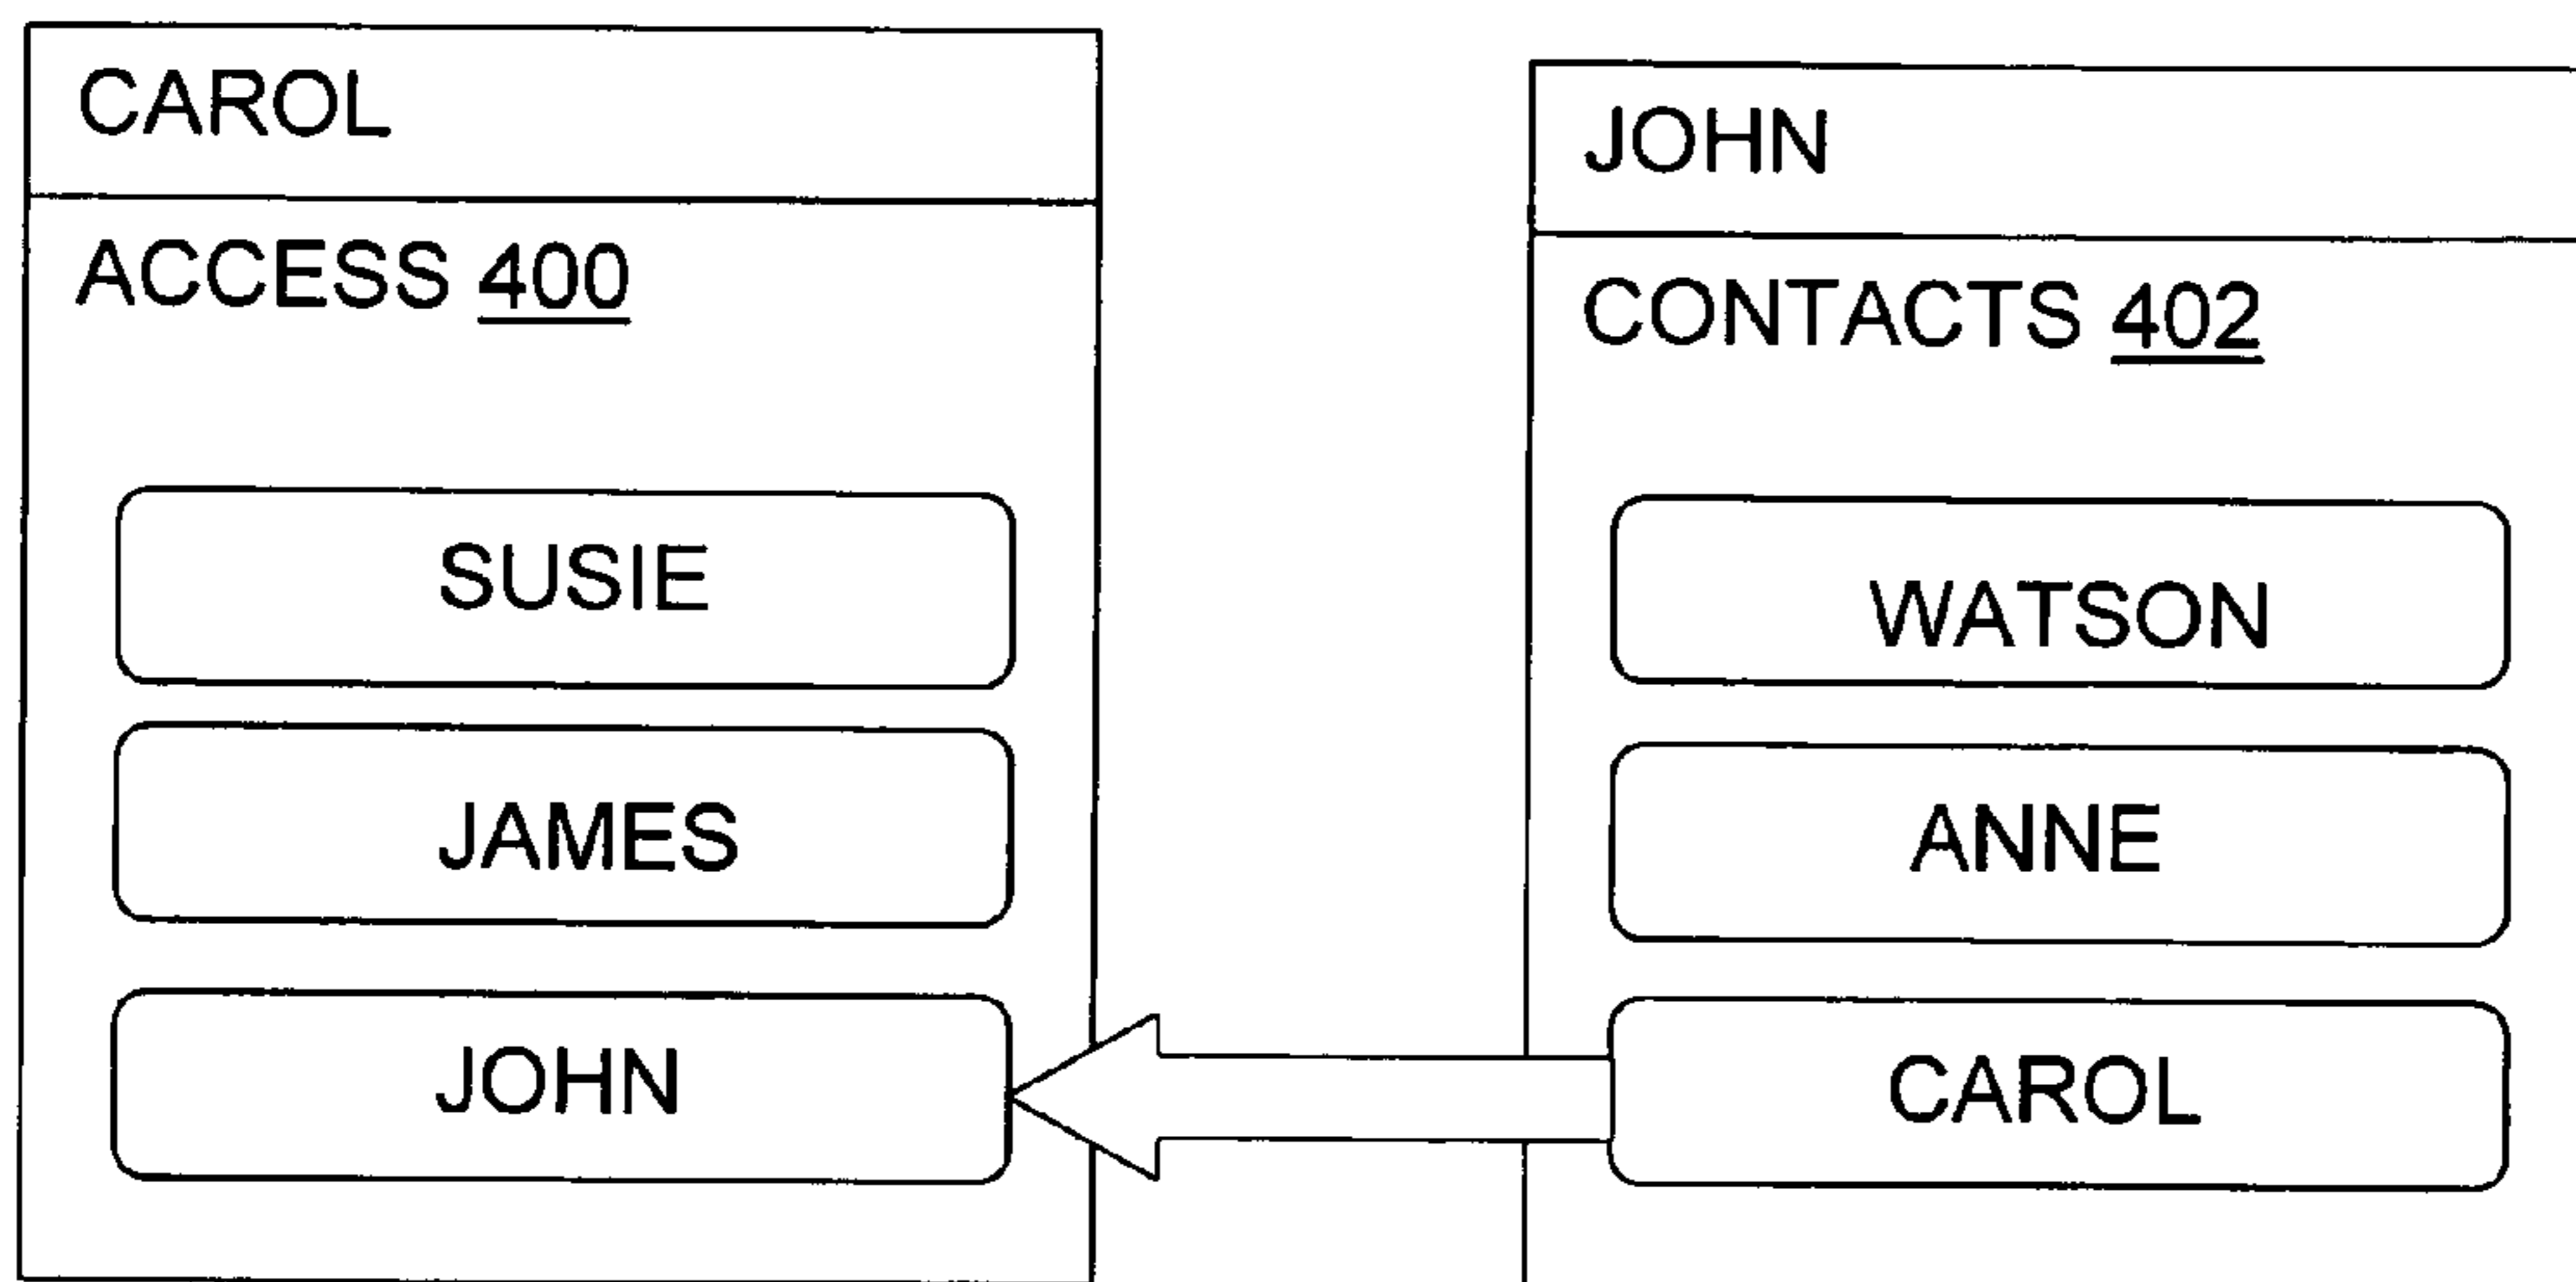 CAROL
ACCESS 400
SUSIE
JAMES
JOHN
JOHN
CONTACTS 402
WATSON
ANNE
CAROL